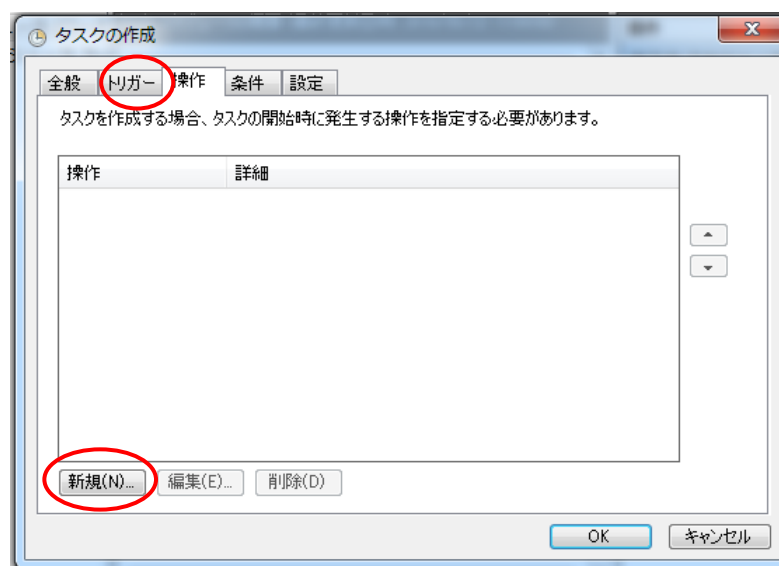 タスクの作成
全般 トリガー 操作 条件 設定
タスクを作成する場合、タスクの開始時に発生する操作を指定する必要があります。
操作 詳細
新規(N)... 編集(E)... 削除(D)
OK キャンセル